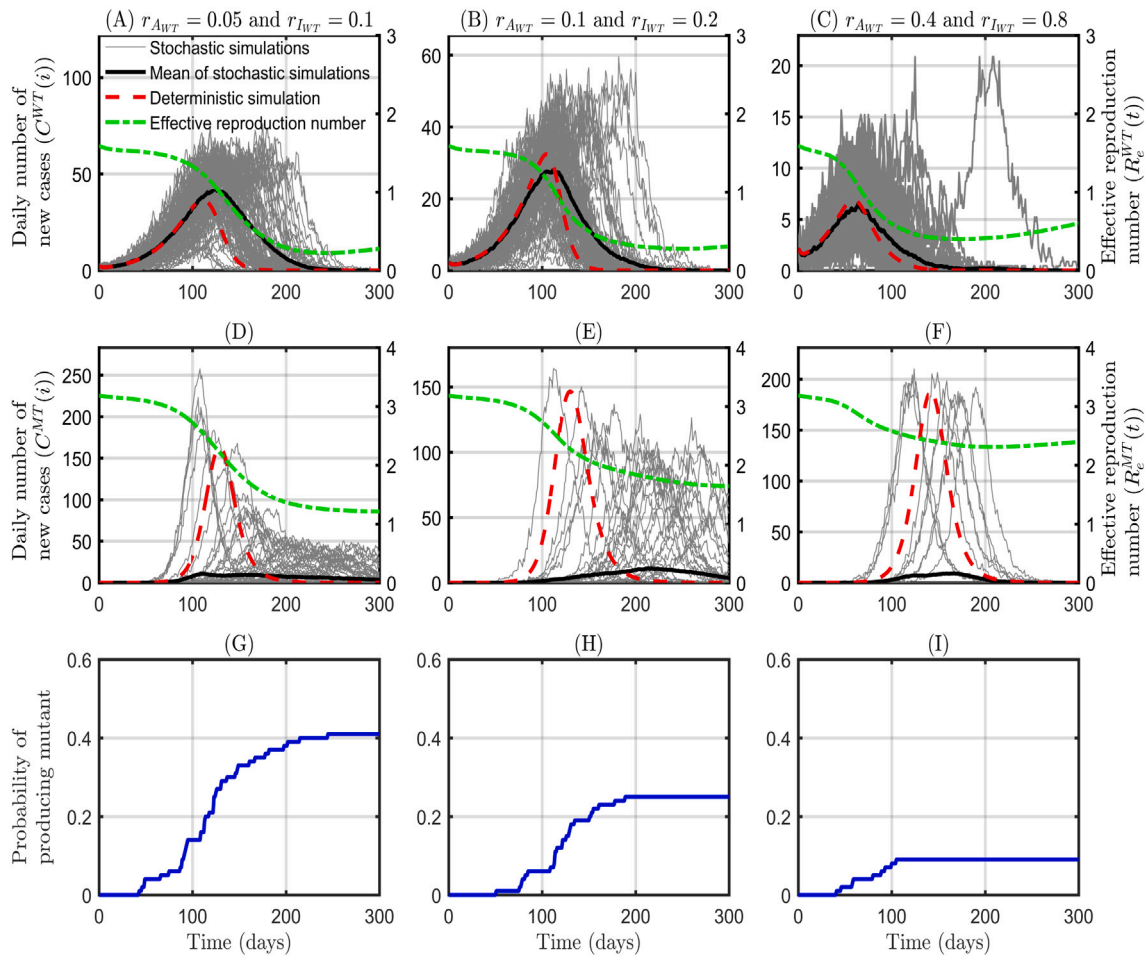 (A) $r_{A_{WT}} = 0.05$ and $r_{I_{WT}} = 0.1$
(B) $r_{A_{WT}} = 0.1$ and $r_{I_{WT}} = 0.2$
(C) $r_{A_{WT}} = 0.4$ and $r_{I_{WT}} = 0.8$
Daily number of
new cases ($C^{WT}(i)$)
100
50
0
Stochastic simulations
Mean of stochastic simulations
Deterministic simulation
Effective reproduction number
3
2
1
0
0 100 200 300
60
40
20
0
3
2
1
0
0 100 200 300
20
15
10
5
0
3
2
1
0
0 100 200 300
Effective reproduction
number ($R_e^{WT}(t)$)
(D)
(E)
(F)
Daily number of
new cases ($C^{MT}(i)$)
250
200
150
100
50
0
4
3
2
1
0
0 100 200 300
150
100
50
0
4
3
2
1
0
0 100 200 300
200
150
100
50
0
4
3
2
1
0
0 100 200 300
Effective reproduction
number ($R_e^{MT}(t)$)
(G)
(H)
(I)
Probability of
producing mutant
0.6
0.4
0.2
0
0 100 200 300
Time (days)
0.6
0.4
0.2
0
0 100 200 300
Time (days)
0.6
0.4
0.2
0
0 100 200 300
Time (days)